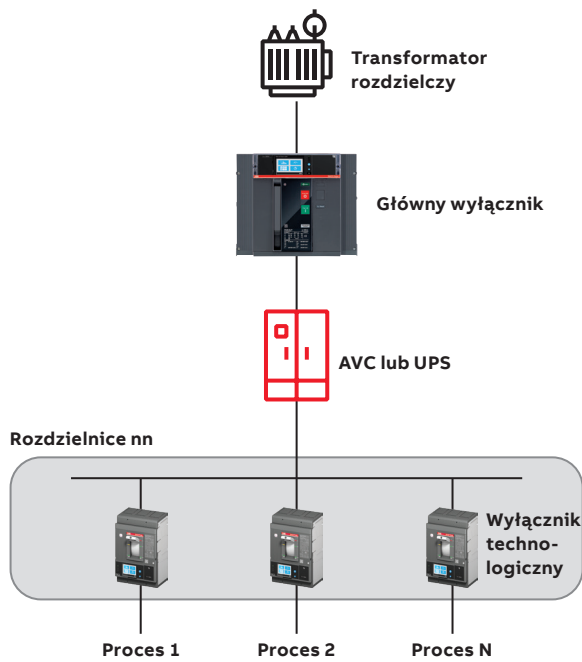 Transformator
rozdzielczy
Główny wyłącznik
AVC lub UPS
Rozdzielnice nn
Wyłącznik
techno-
logiczny
Proces 1
Proces 2
Proces N